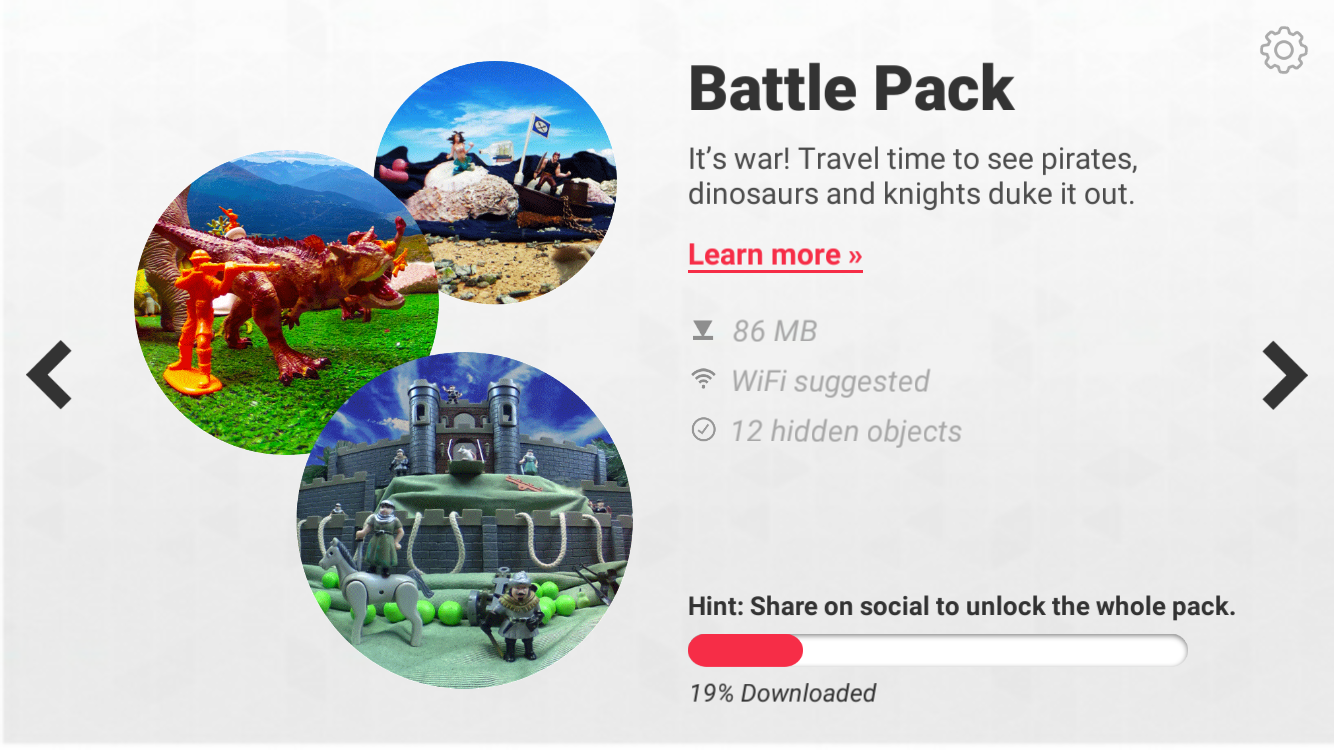 Battle Pack
It’s war! Travel time to see pirates,
dinosaurs and knights duke it out.
Learn more »
86 MB
WiFi suggested
12 hidden objects
Hint: Share on social to unlock the whole pack.
19% Downloaded